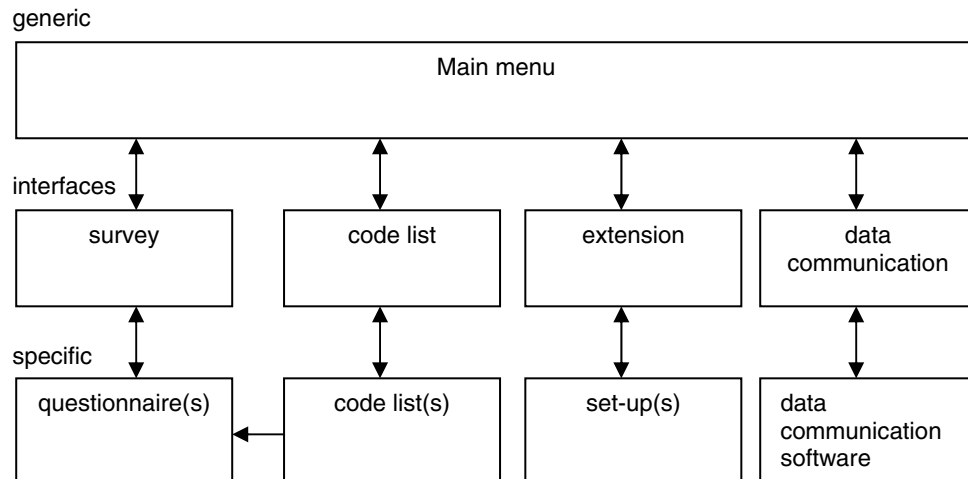 generic
Main menu
interfaces
survey
code list
extension
data
communication
specific
questionnaire(s)
code list(s)
set-up(s)
data
communication
software